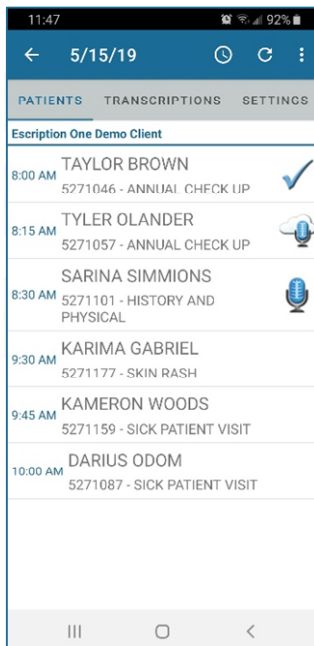 11:47 92%
5/15/19
PATIENTS TRANSCRIPTIONS SETTINGS
Escription One Demo Client
8:00 AM TAYLOR BROWN
5271046 - ANNUAL CHECK UP
8:15 AM TYLER OLANDER
5271057 - ANNUAL CHECK UP
8:30 AM SARINA SIMMIONS
5271101 - HISTORY AND
PHYSICAL
9:30 AM KARIMA GABRIEL
5271177 - SKIN RASH
9:45 AM KAMERON WOODS
5271159 - SICK PATIENT VISIT
10:00 AM DARIUS ODOM
5271087 - SICK PATIENT VISIT